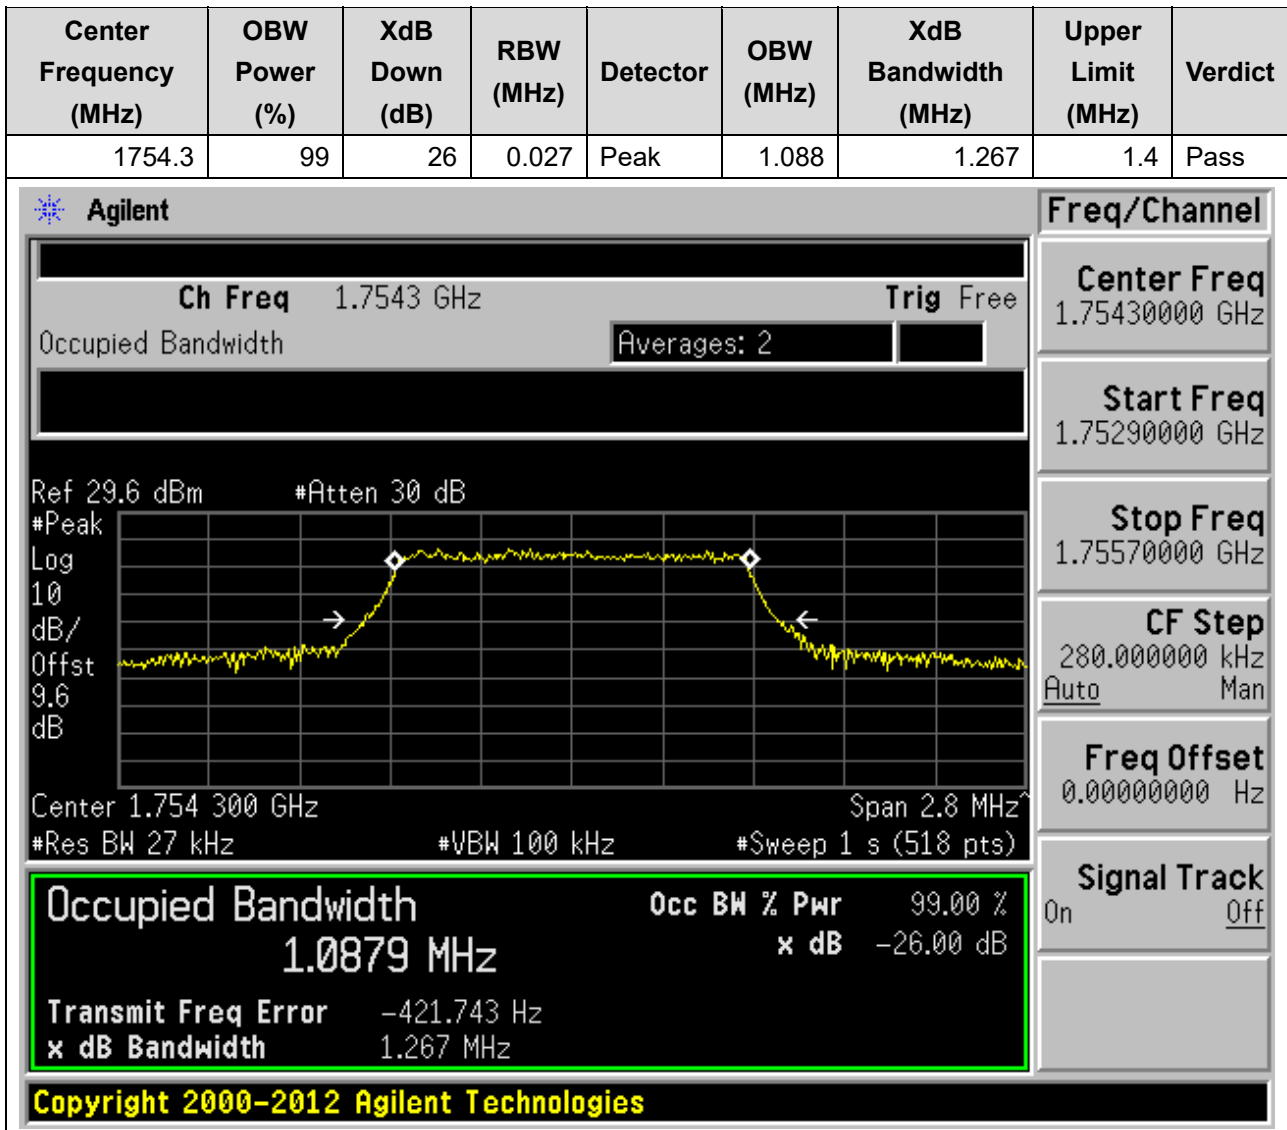 Center Frequency (MHz) OBW Power (%) XdB Down (dB) RBW (MHz) Detector OBW (MHz) XdB Bandwidth (MHz) Upper Limit (MHz) Verdict
1754.3 99 26 0.027 Peak 1.088 1.267 1.4 Pass
Agilent
Freq/Channel
Ch Freq 1.7543 GHz Trig Free
Occupied Bandwidth Averages: 2
Center Freq
1.75430000 GHz
Start Freq
1.75290000 GHz
Stop Freq
1.75570000 GHz
CF Step
280.000000 kHz
Auto Man
Freq Offset
0.00000000 Hz
Signal Track
On Off
Ref 29.6 dBm #Atten 30 dB
#Peak
Log
10
dB/
Offst
9.6
dB
Center 1.754 300 GHz Span 2.8 MHz^
#Res BW 27 kHz #VBW 100 kHz #Sweep 1 s (518 pts)
Occupied Bandwidth Occ BW % Pwr 99.00 %
1.0879 MHz x dB -26.00 dB
Transmit Freq Error -421.743 Hz
x dB Bandwidth 1.267 MHz
Copyright 2000-2012 Agilent Technologies